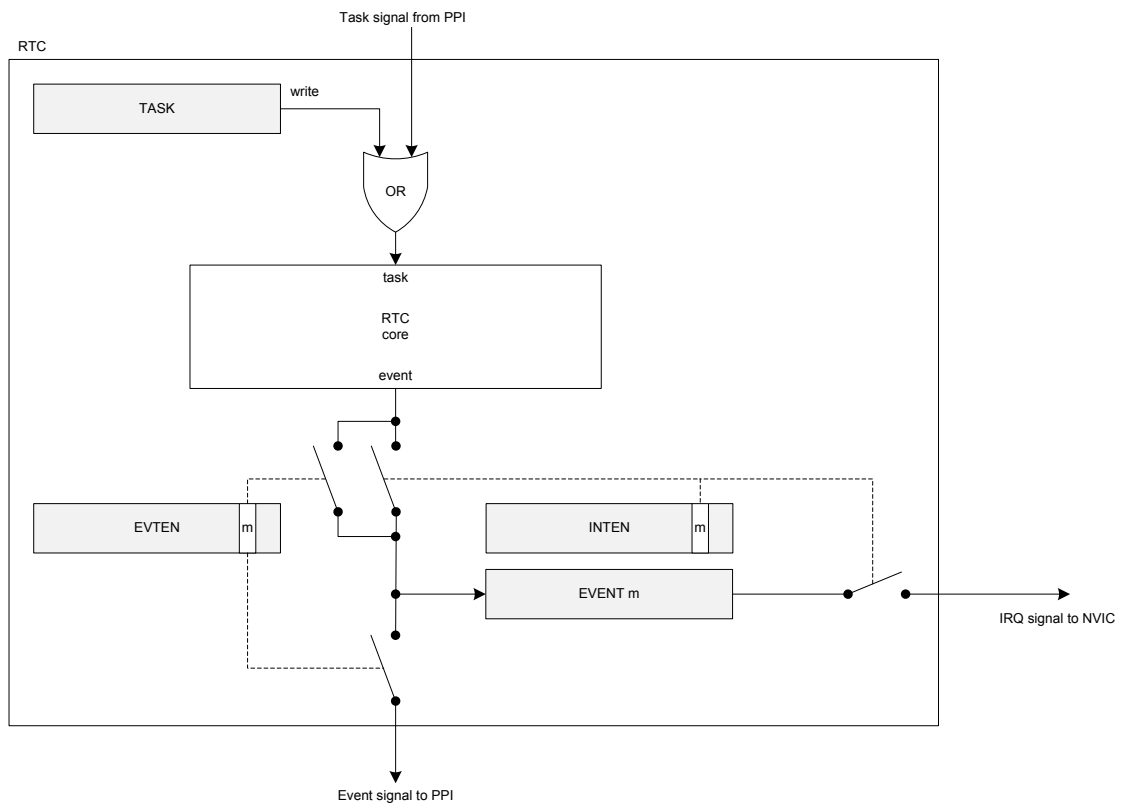 Task signal from PPI
RTC
TASK
write
OR
task
RTC
core
event
EVTEN
m
INTEN
m
EVENT m
IRQ signal to NVIC
Event signal to PPI